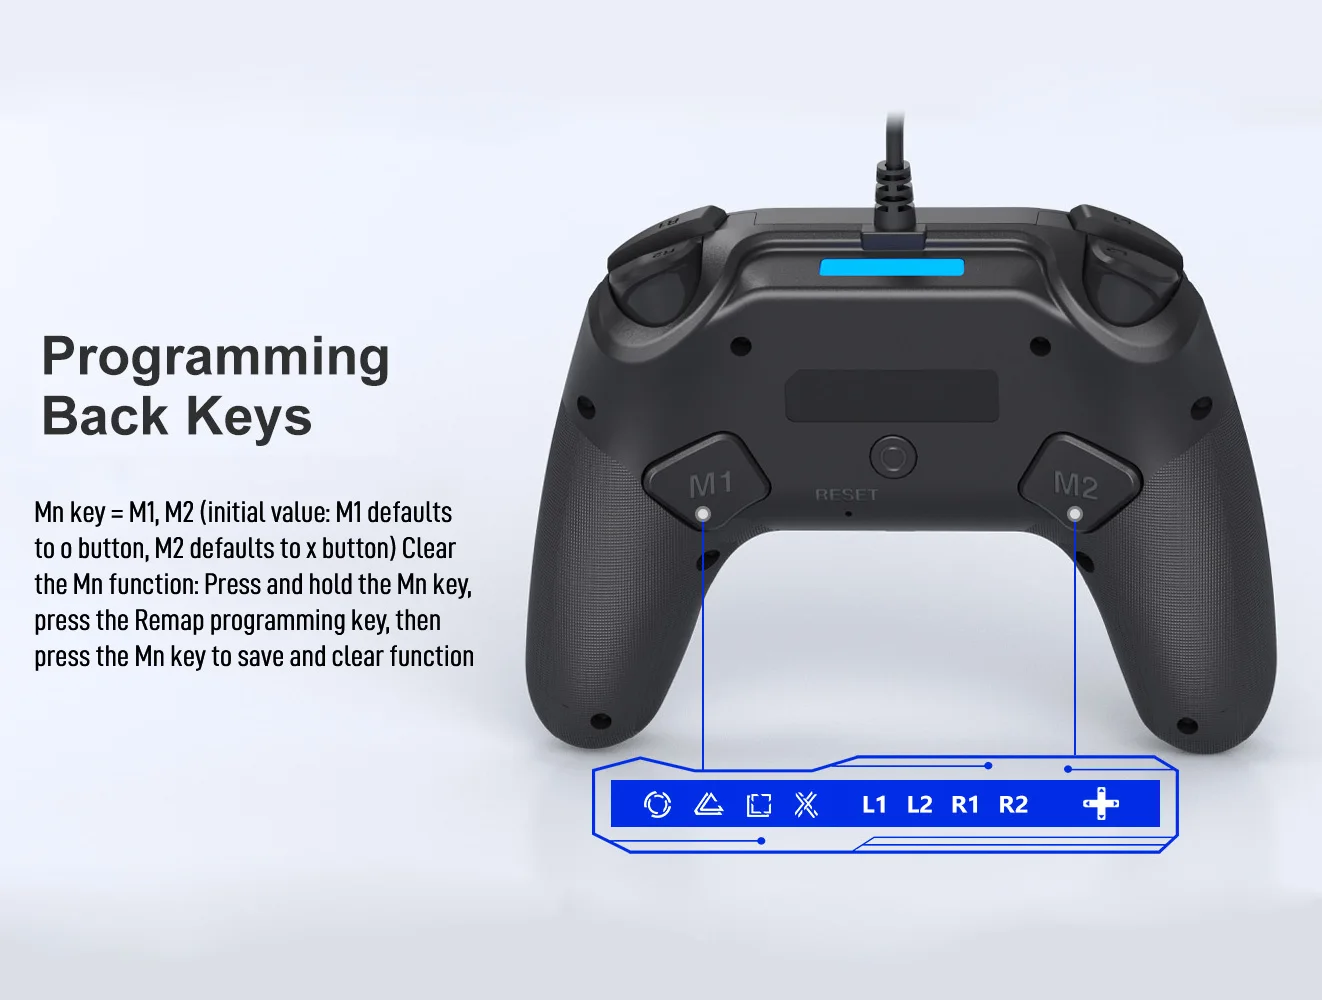 Programming
Back Keys
Mn key = M1, M2 (initial value: M1 defaults
to o button, M2 defaults to x button) Clear
the Mn function: Press and hold the Mn key,
press the Remap programming key, then
press the Mn key to save and clear function
R1
R2
M1
M2
RESET
L1 L2 R1 R2